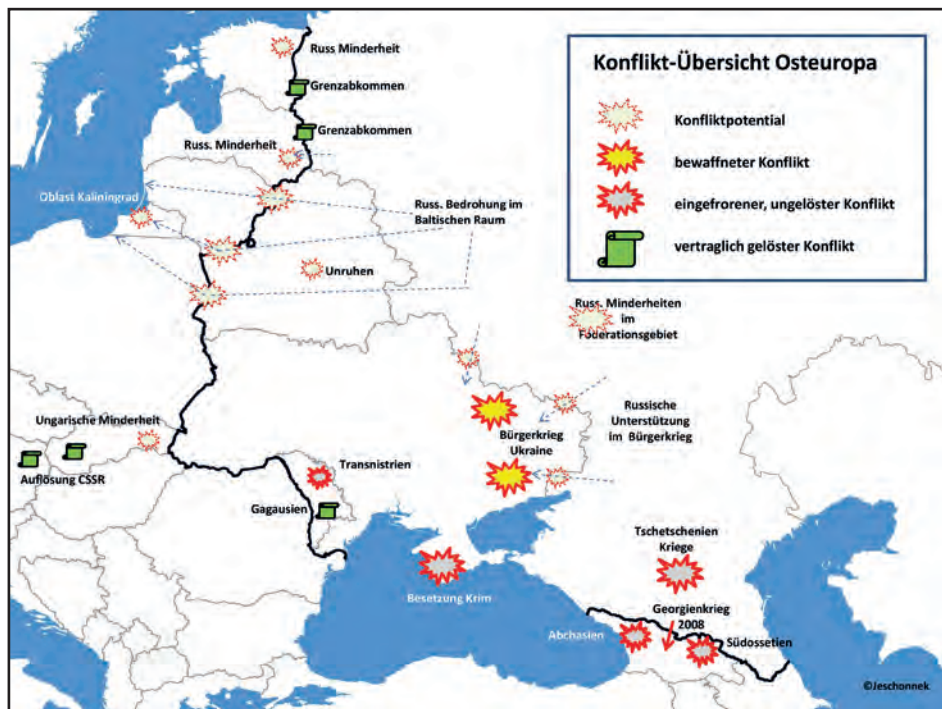 Konflikt-Übersicht Osteuropa
Konfliktpotential
bewaffneter Konflikt
eingefrorener, ungelöster Konflikt
vertraglich gelöster Konflikt
Russ Minderheit
Grenzabkommen
Grenzabkommen
Russ. Minderheit
Oblast Kaliningrad
Russ. Bedrohung im
Baltischen Raum
Unruhen
Russ. Minderheiten
im
Föderationsgebiet
Ungarische Minderheit
Russische
Unterstützung
im Bürgerkrieg
Bürgerkrieg
Ukraine
Auflösung CSSR
Transnistrien
Gagausien
Tschetschenien
Kriege
Besetzung Krim
Georgienkrieg
2008
Abchasien
Südossetien
©Jeschonnek